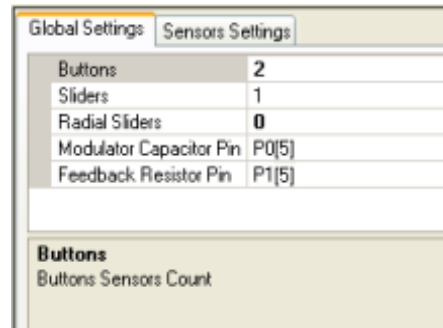 Global Settings Sensors Settings
Buttons 2
Sliders 1
Radial Sliders 0
Modulator Capacitor Pin P0[5]
Feedback Resistor Pin P1[5]
Buttons
Buttons Sensors Count